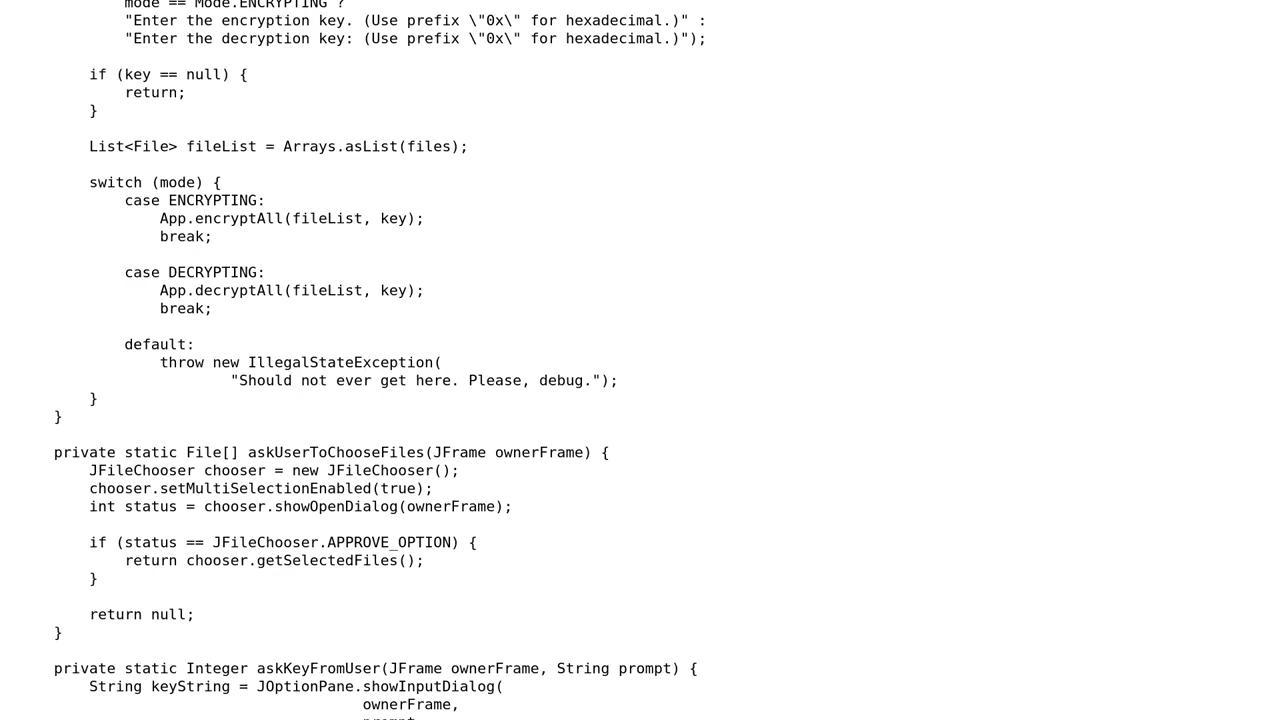 mode == Mode.ENCRYPTING ?
"Enter the encryption key. (Use prefix \"0x\" for hexadecimal.)" :
"Enter the decryption key: (Use prefix \"0x\" for hexadecimal.)");
if (key == null) {
return;
}
List<File> fileList = Arrays.asList(files);
switch (mode) {
case ENCRYPTING:
App.encryptAll(fileList, key);
break;
case DECRYPTING:
App.decryptAll(fileList, key);
break;
default:
throw new IllegalStateException(
"Should not ever get here. Please, debug.");
}
}
private static File[] askUserToChooseFiles(JFrame ownerFrame) {
JFileChooser chooser = new JFileChooser();
chooser.setMultiSelectionEnabled(true);
int status = chooser.showOpenDialog(ownerFrame);
if (status == JFileChooser.APPROVE_OPTION) {
return chooser.getSelectedFiles();
}
return null;
}
private static Integer askKeyFromUser(JFrame ownerFrame, String prompt) {
String keyString = JOptionPane.showInputDialog(
ownerFrame,